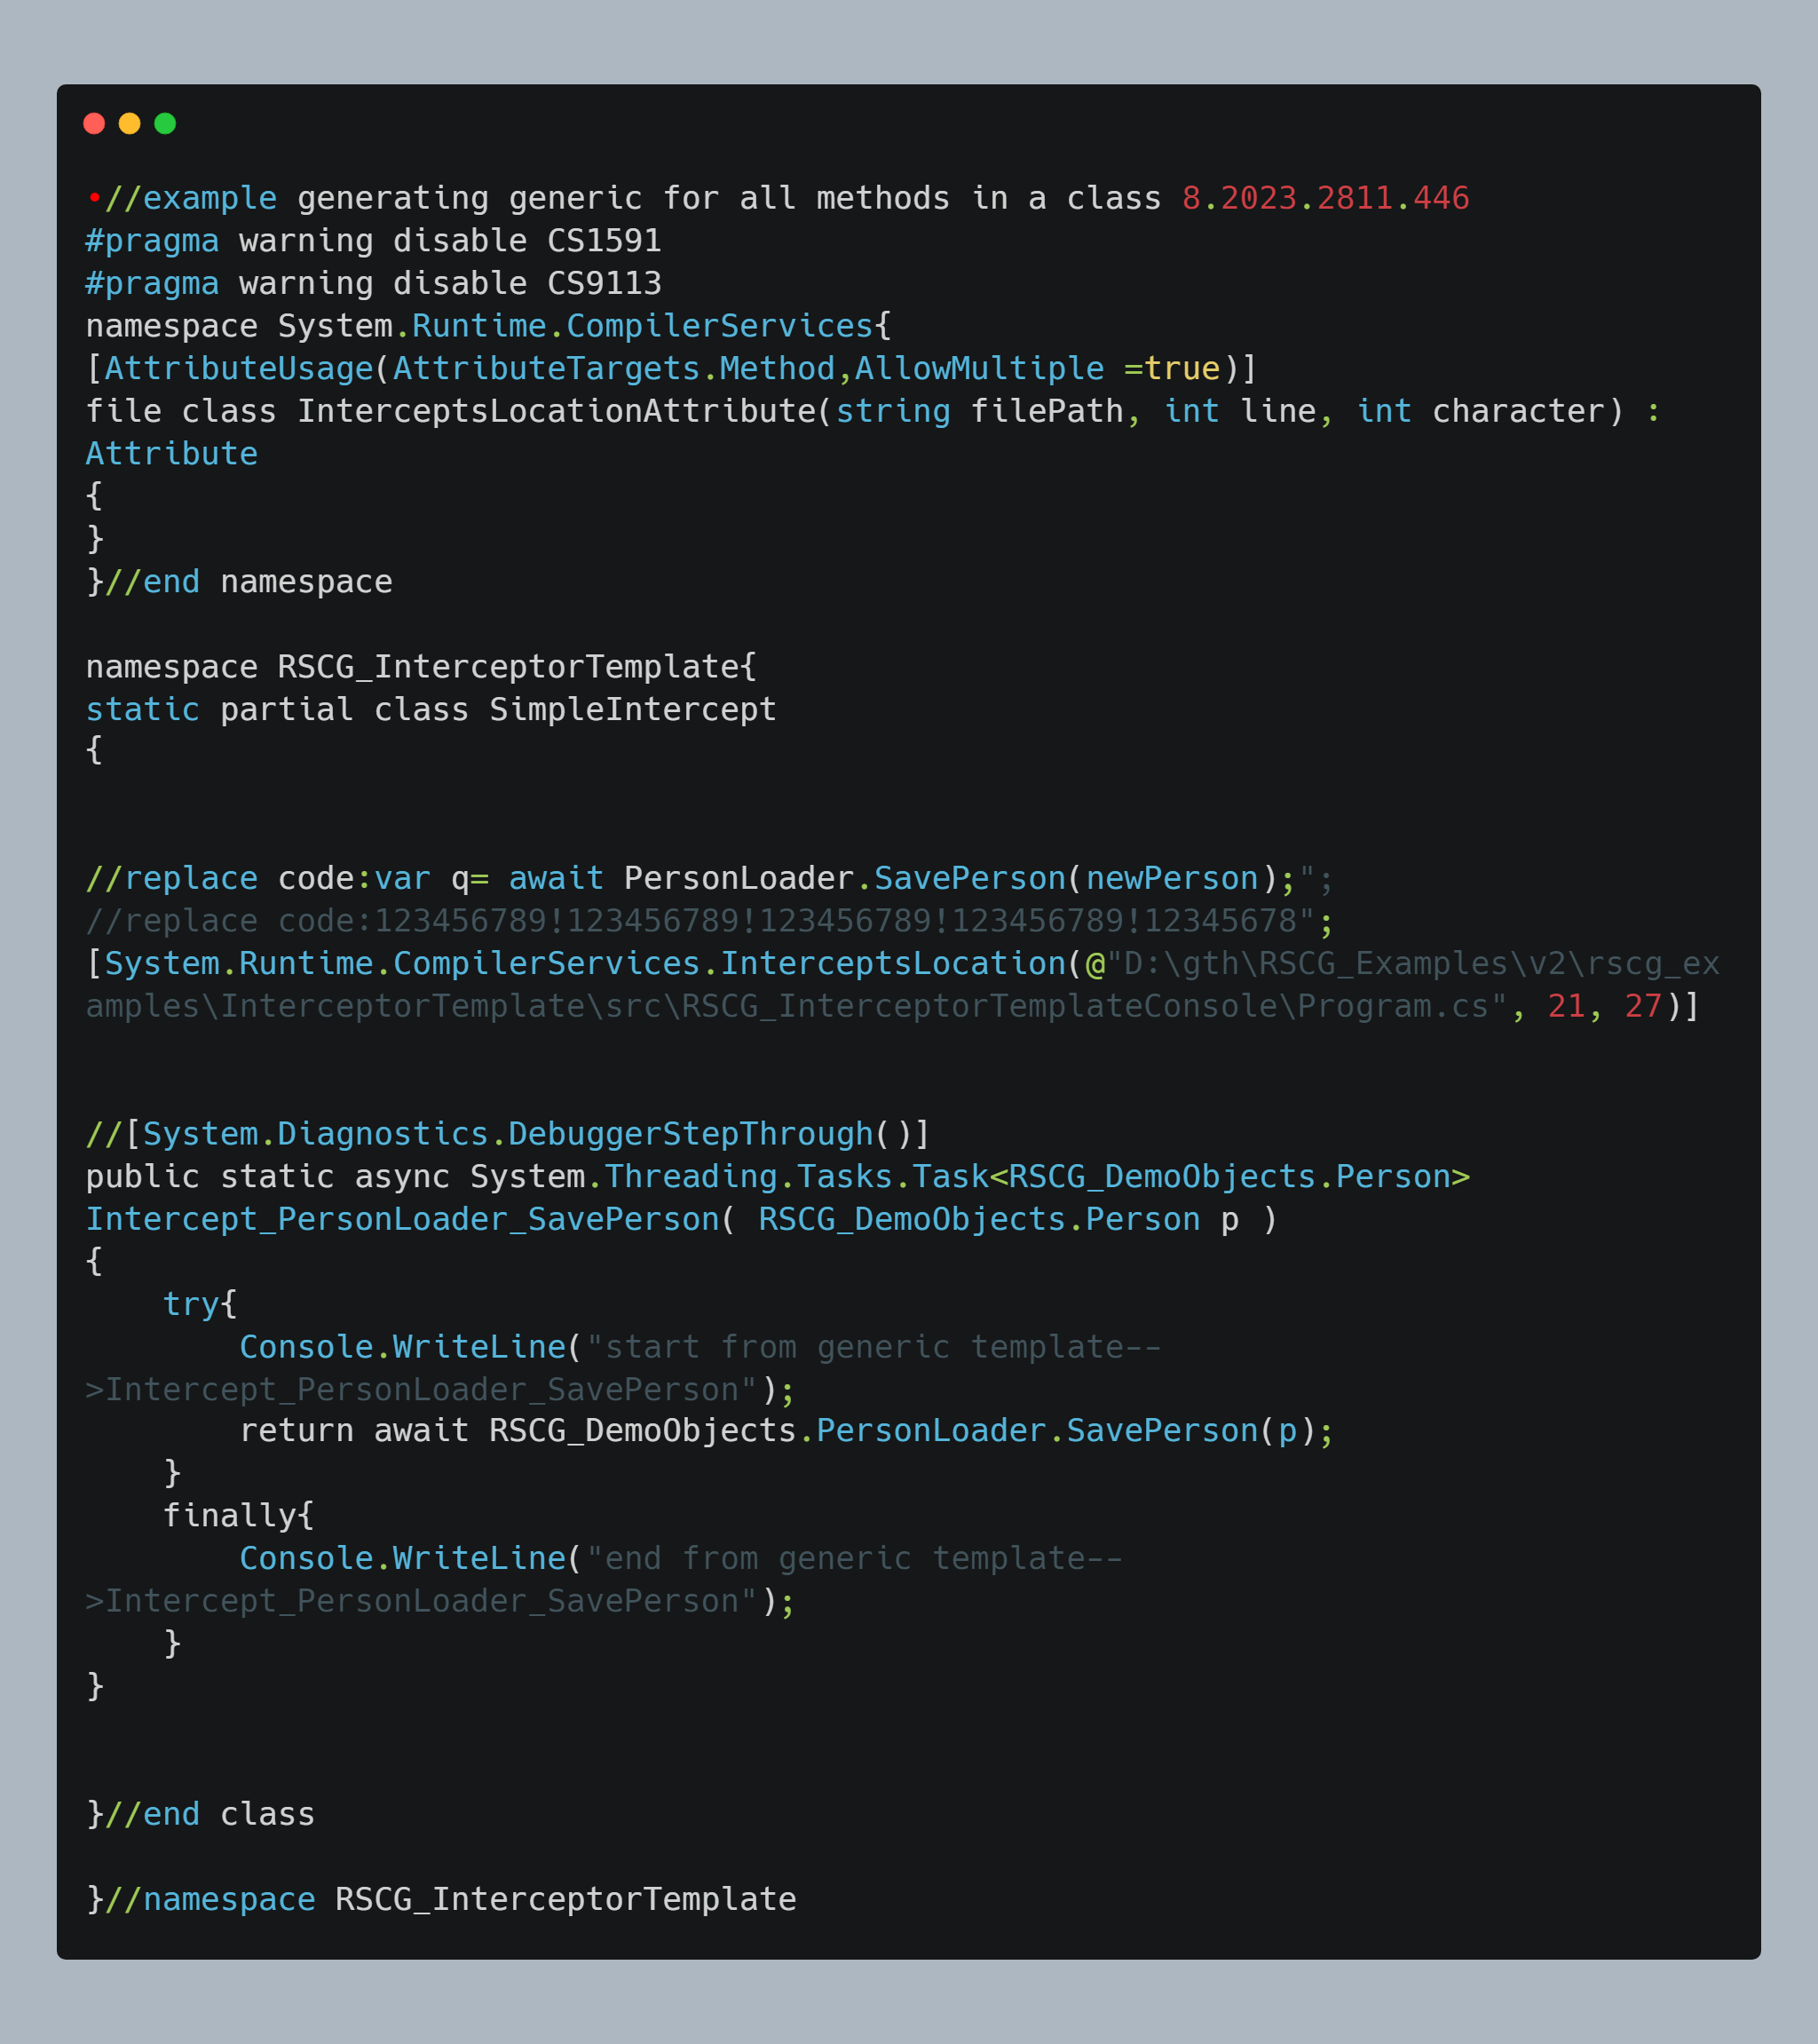 •//example generating generic for all methods in a class 8.2023.2811.446
#pragma warning disable CS1591
#pragma warning disable CS9113
namespace System.Runtime.CompilerServices{
[AttributeUsage(AttributeTargets.Method,AllowMultiple =true)]
file class InterceptsLocationAttribute(string filePath, int line, int character) :
Attribute
{
}
}//end namespace

namespace RSCG_InterceptorTemplate{
static partial class SimpleIntercept
{


//replace code:var q= await PersonLoader.SavePerson(newPerson);";
//replace code:123456789!123456789!123456789!123456789!12345678";
[System.Runtime.CompilerServices.InterceptsLocation(@"D:\gth\RSCG_Examples\v2\rscg_ex
amples\InterceptorTemplate\src\RSCG_InterceptorTemplateConsole\Program.cs", 21, 27)]


//[System.Diagnostics.DebuggerStepThrough()]
public static async System.Threading.Tasks.Task<RSCG_DemoObjects.Person>
Intercept_PersonLoader_SavePerson( RSCG_DemoObjects.Person p )
{
    try{
        Console.WriteLine("start from generic template--
>Intercept_PersonLoader_SavePerson");
        return await RSCG_DemoObjects.PersonLoader.SavePerson(p);
    }
    finally{
        Console.WriteLine("end from generic template--
>Intercept_PersonLoader_SavePerson");
    }
}


}//end class

}//namespace RSCG_InterceptorTemplate